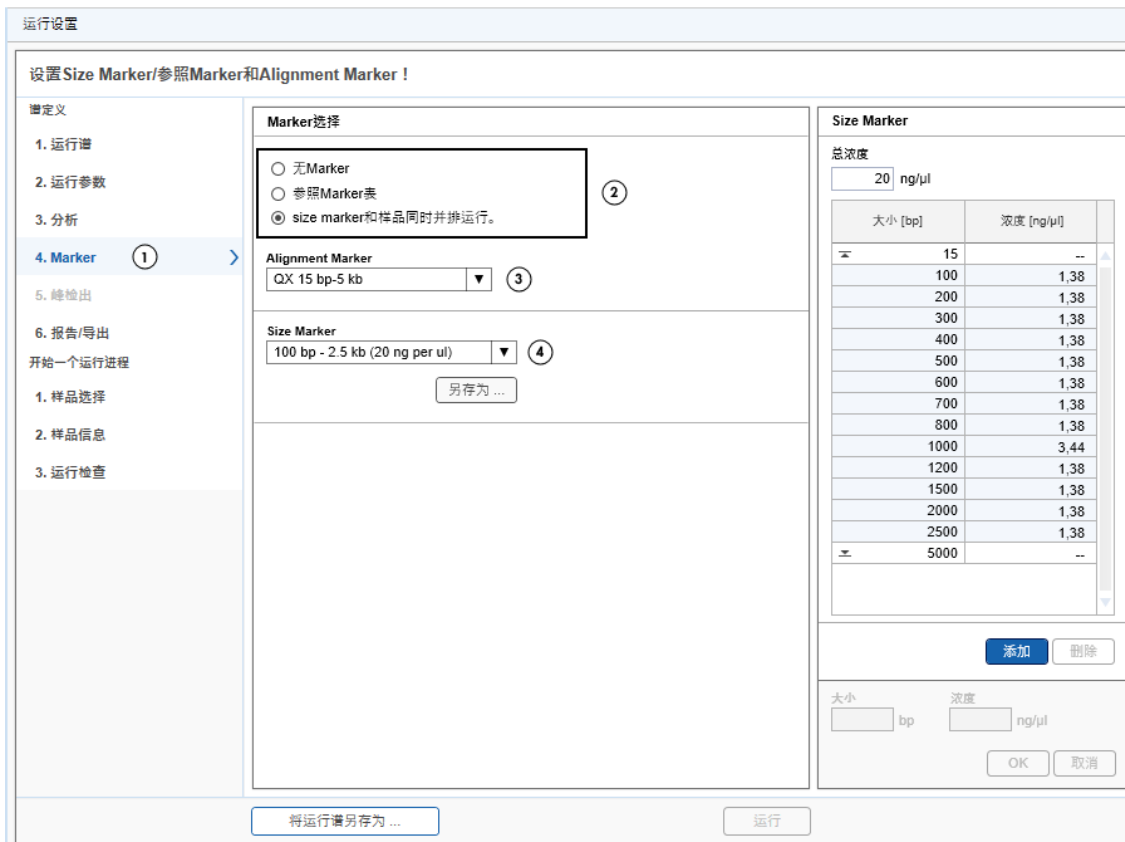 运行设置
设置Size Marker/参照Marker和Alignment Marker！
谱定义
1. 运行谱
2. 运行参数
3. 分析
4. Marker
1
5. 峰检出
6. 报告/导出
开始一个运行进程
1. 样品选择
2. 样品信息
3. 运行检查
Marker选择
无Marker
参照Marker表
size marker和样品同时并排运行。
2
Alignment Marker
QX 15 bp-5 kb
3
Size Marker
100 bp - 2.5 kb (20 ng per ul)
4
另存为 ...
Size Marker
总浓度
20 ng/μl
大小 [bp] 浓度 [ng/μl]
15 --
100 1,38
200 1,38
300 1,38
400 1,38
500 1,38
600 1,38
700 1,38
800 1,38
1000 3,44
1200 1,38
1500 1,38
2000 1,38
2500 1,38
5000 --
添加 删除
大小 浓度
bp ng/μl
OK 取消
将运行谱另存为 ... 运行